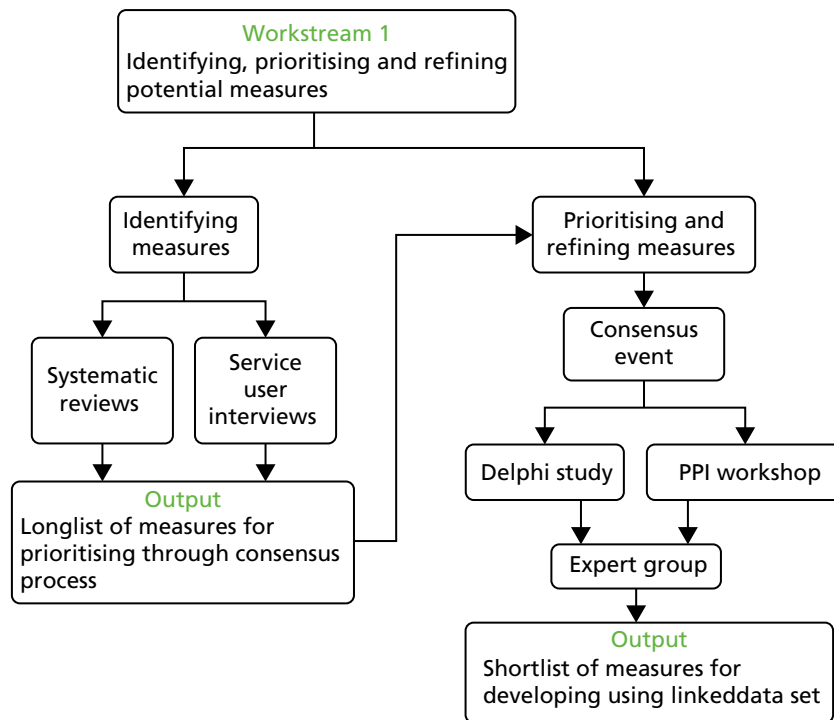 Workstream 1
Identifying, prioritising and refining
potential measures
Identifying
measures
Prioritising and
refining measures
Systematic
reviews
Service
user
interviews
Consensus
event
Output
Longlist of measures for
prioritising through consensus
process
Delphi study
PPI workshop
Expert group
Output
Shortlist of measures for
developing using linkeddata set